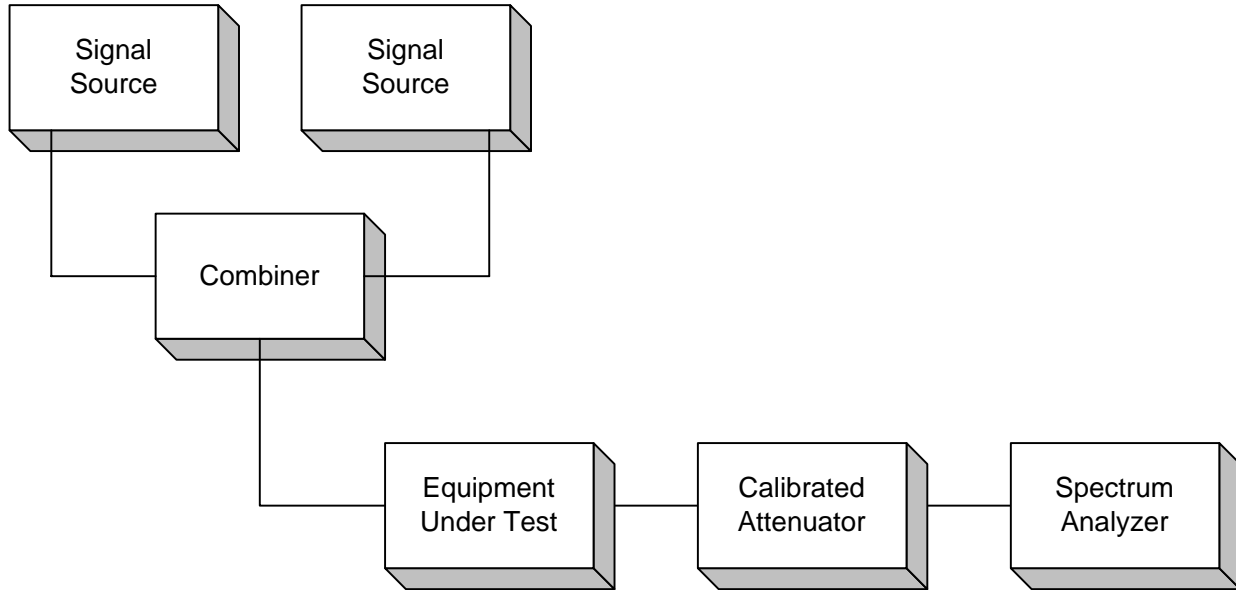 Signal
Source
Signal
Source
Combiner
Equipment
Under Test
Calibrated
Attenuator
Spectrum
Analyzer